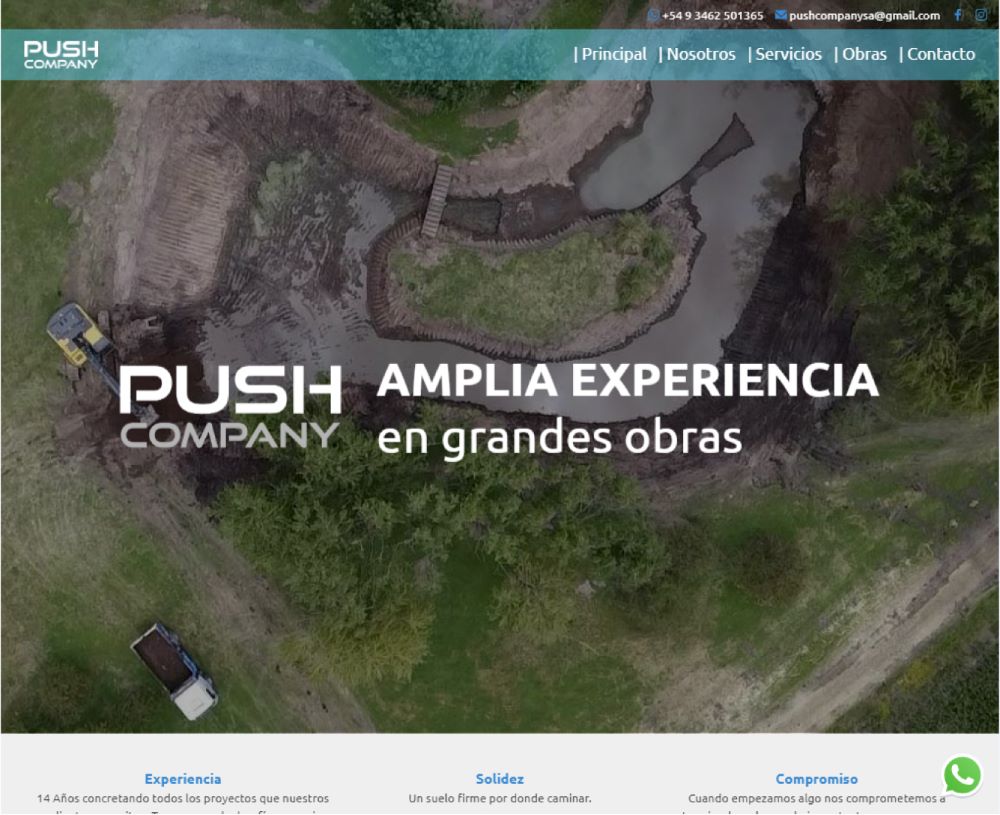 +54 9 3462 501365 pushcompanysa@gmail.com
PUSH
COMPANY
| Principal | Nosotros | Servicios | Obras | Contacto
PUSH
COMPANY
AMPLIA EXPERIENCIA
en grandes obras
Experiencia
14 Años concretando todos los proyectos que nuestros
Solidez
Un suelo firme por donde caminar.
Compromiso
Cuando empezamos algo nos comprometemos a